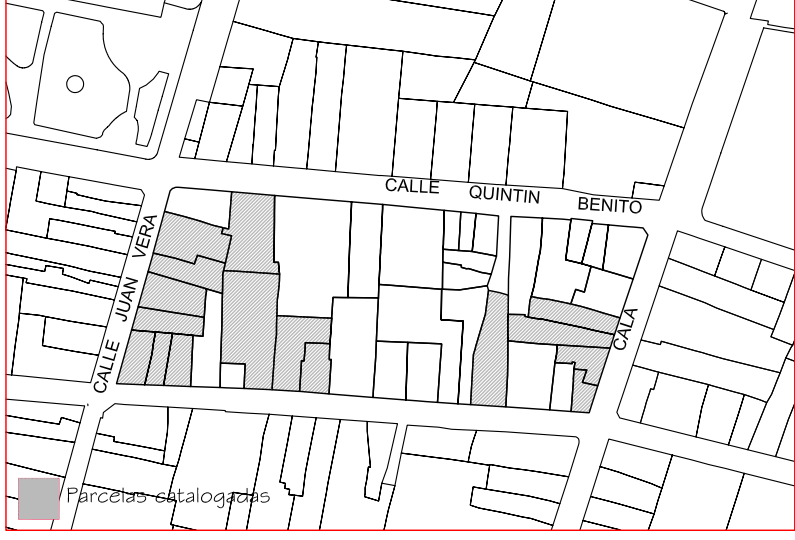 CALLE QUINTIN BENITO
CALLE JUAN VERA
CALA
Parcelas catalogadas